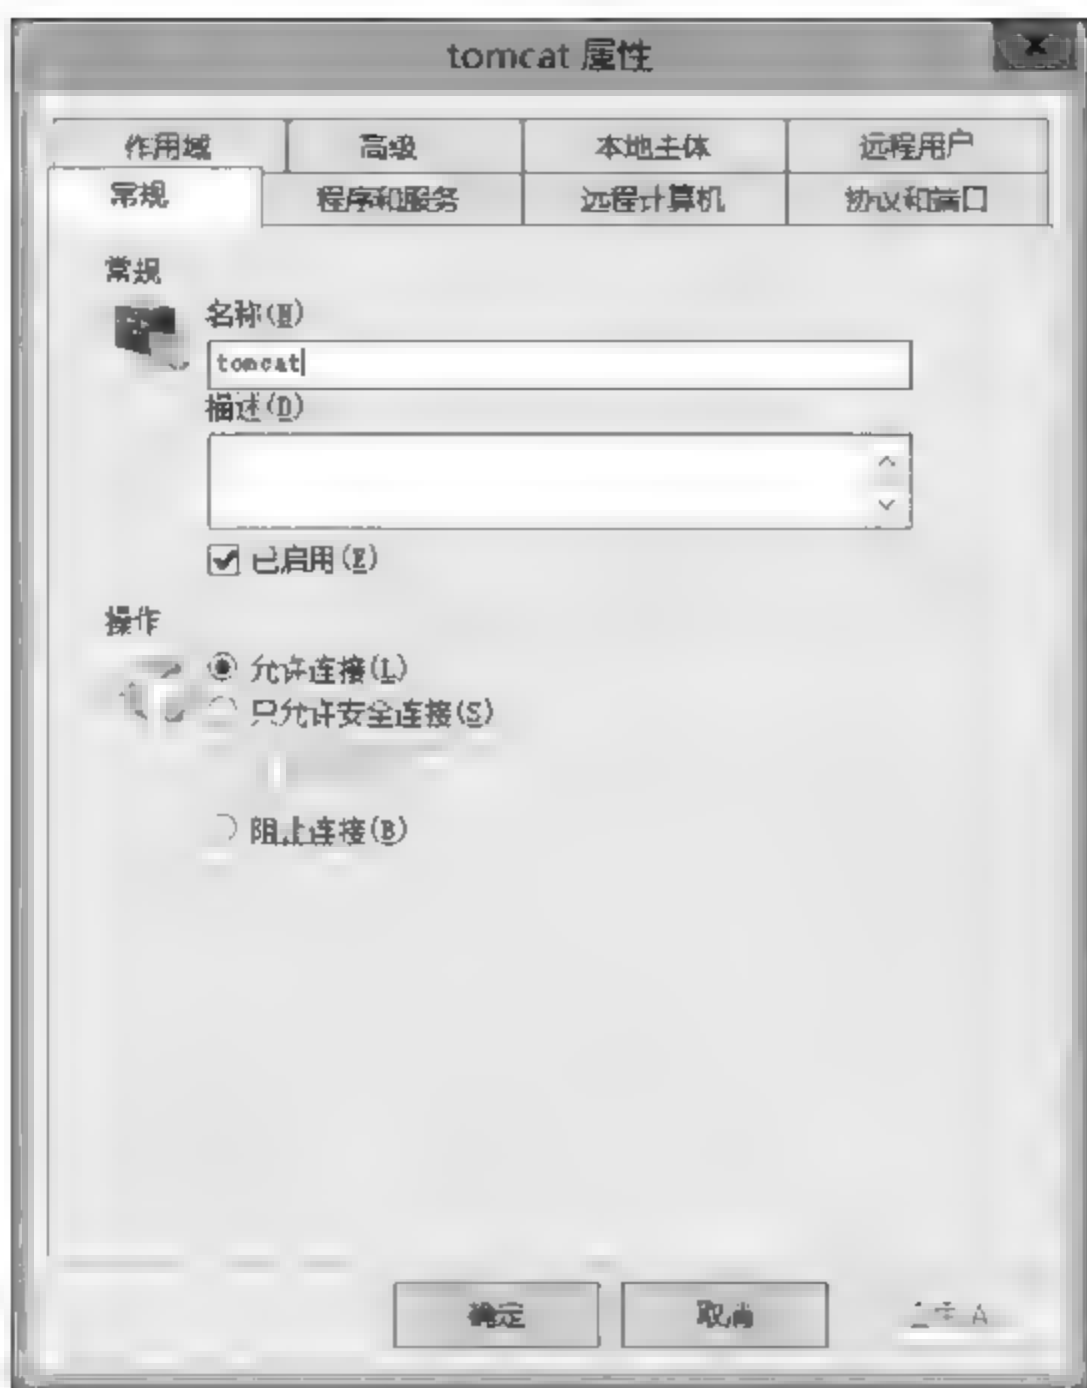 tomcat 属性
作用域 高级 本地主体 远程用户
常规 程序和服务 远程计算机 协议和端口
常规
名称(N)
tomcat
描述(D)
已启用(E)
操作
允许连接(L)
只允许安全连接(S)
阻止连接(B)
确定 取消